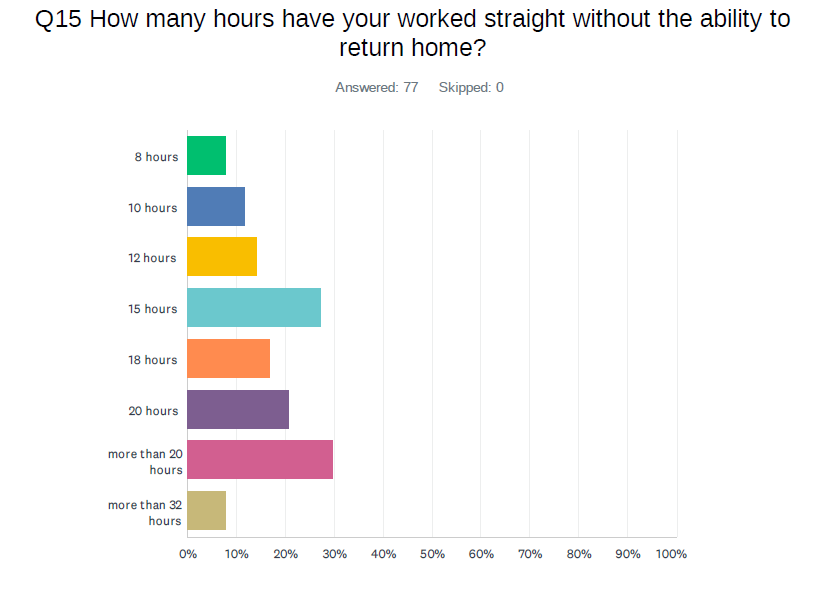 Q15 How many hours have your worked straight without the ability to
return home?
Answered: 77 Skipped: 0
8 hours
10 hours
12 hours
15 hours
18 hours
20 hours
more than 20
hours
more than 32
hours
0% 10% 20% 30% 40% 50% 60% 70% 80% 90% 100%